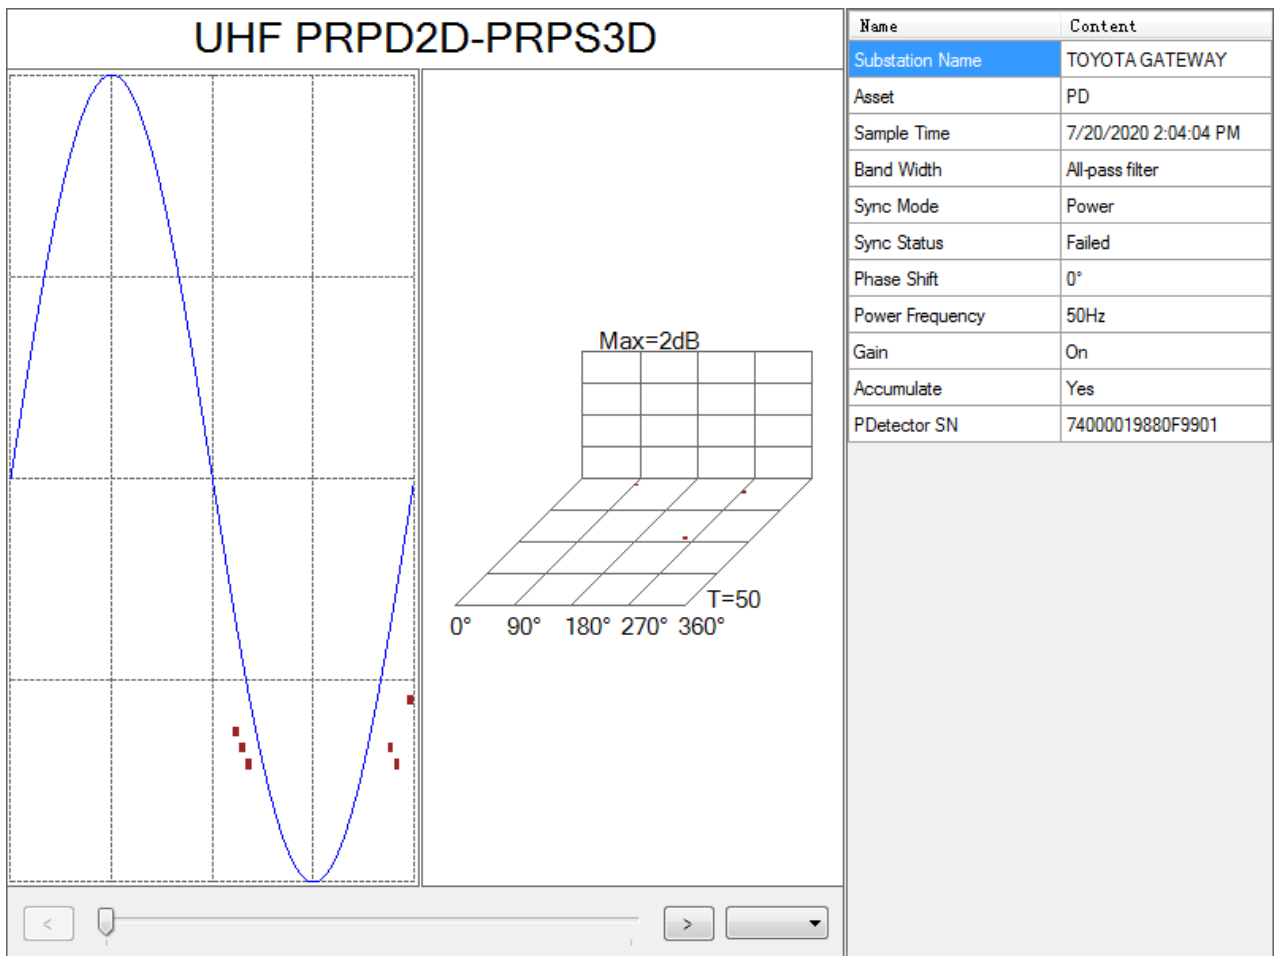 UHF PRPD2D-PRPS3D
Max=2dB
T=50
0° 90° 180° 270° 360°
< >
Name Content
Substation Name TOYOTA GATEWAY
Asset PD
Sample Time 7/20/2020 2:04:04 PM
Band Width All-pass filter
Sync Mode Power
Sync Status Failed
Phase Shift 0°
Power Frequency 50Hz
Gain On
Accumulate Yes
PDetector SN 74000019880F9901